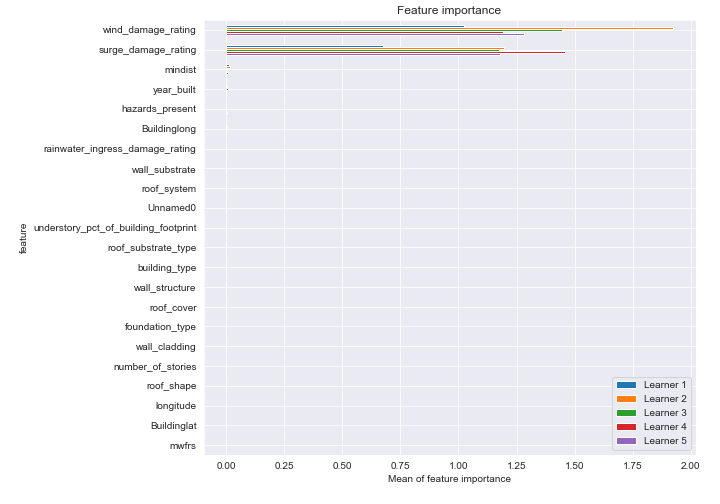 Feature importance
wind_damage_rating
surge_damage_rating
mindist
year_built
hazards_present
Buildinglong
rainwater_ingress_damage_rating
wall_substrate
roof_system
Unnamed0
understory_pct_of_building_footprint
roof_substrate_type
building_type
wall_structure
roof_cover
foundation_type
wall_cladding
number_of_stories
roof_shape
longitude
Buildinglat
mwfrs
feature
0.00 0.25 0.50 0.75 1.00 1.25 1.50 1.75 2.00
Mean of feature importance
Learner 1
Learner 2
Learner 3
Learner 4
Learner 5